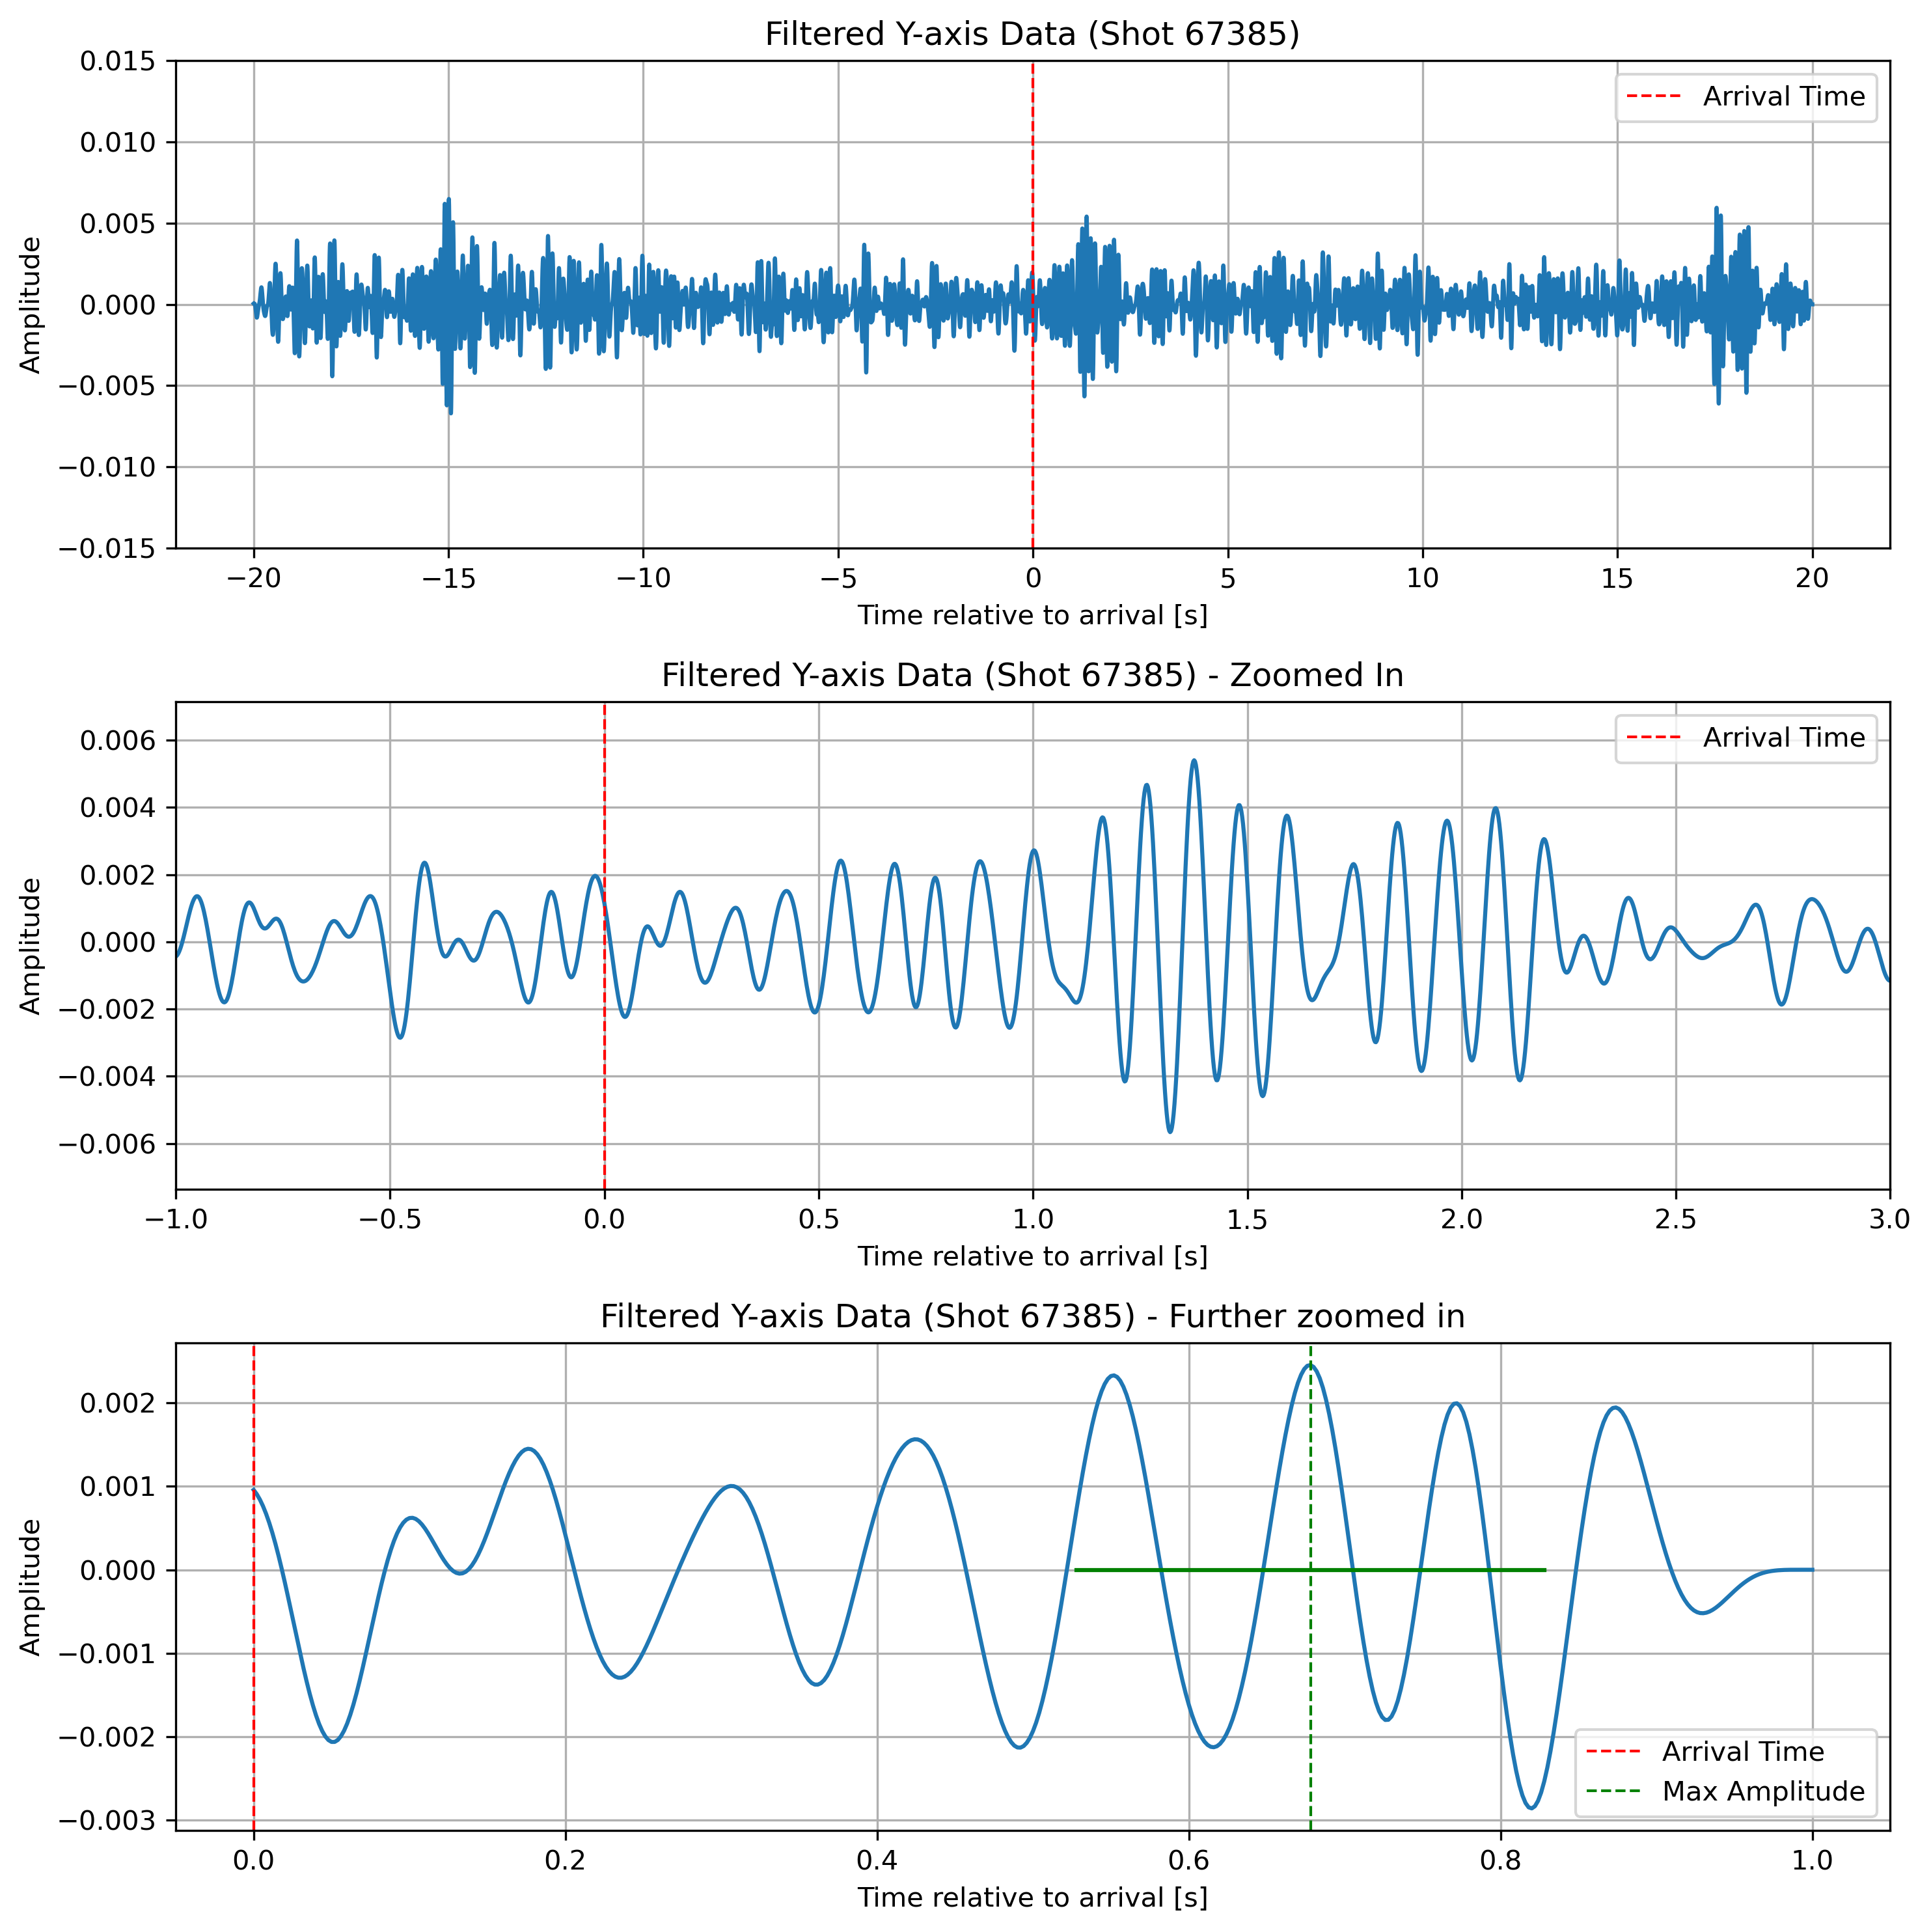 Filtered Y-axis Data (Shot 67385)
0.015
0.010
0.005
0.000
−0.005
−0.010
−0.015
Amplitude
Arrival Time
−20 −15 −10 −5 0 5 10 15 20
Time relative to arrival [s]
Filtered Y-axis Data (Shot 67385) - Zoomed In
0.006
0.004
0.002
0.000
−0.002
−0.004
−0.006
Amplitude
Arrival Time
−1.0 −0.5 0.0 0.5 1.0 1.5 2.0 2.5 3.0
Time relative to arrival [s]
Filtered Y-axis Data (Shot 67385) - Further zoomed in
0.002
0.001
0.000
−0.001
−0.002
−0.003
Amplitude
Arrival Time
Max Amplitude
0.0 0.2 0.4 0.6 0.8 1.0
Time relative to arrival [s]